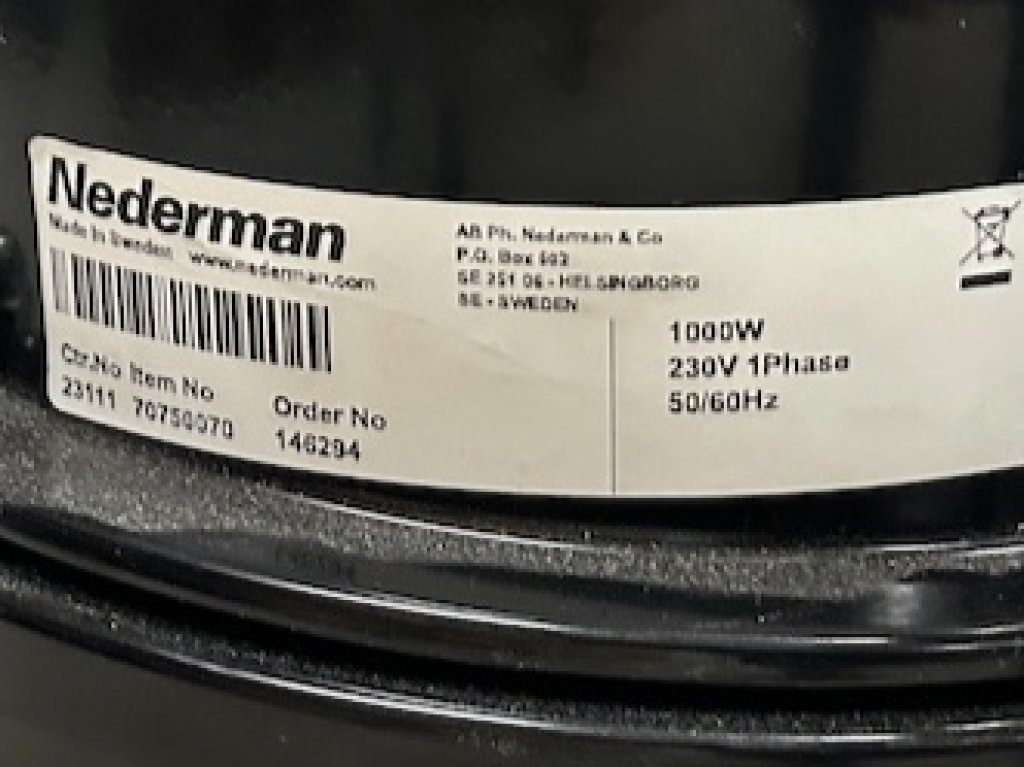 Nederman
Made In Sweden www.nederman.com
AB Ph. Nederman & Co
P.O. Box 602
SE 251 06 - HELSINGBORG
SE - SWEDEN
Ctr.No Item No
23111 70750070
Order No
146294
1000W
230V 1Phase
50/60Hz